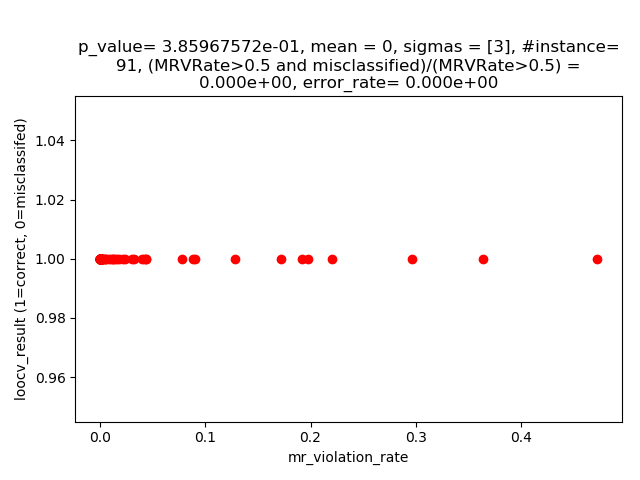 p_value= 3.85967572e-01, mean = 0, sigmas = [3], #instance=
91, (MRVRate>0.5 and misclassified)/(MRVRate>0.5) =
0.000e+00, error_rate= 0.000e+00
loocv_result (1=correct, 0=misclassifed)
1.04
1.02
1.00
0.98
0.96
0.0 0.1 0.2 0.3 0.4
mr_violation_rate